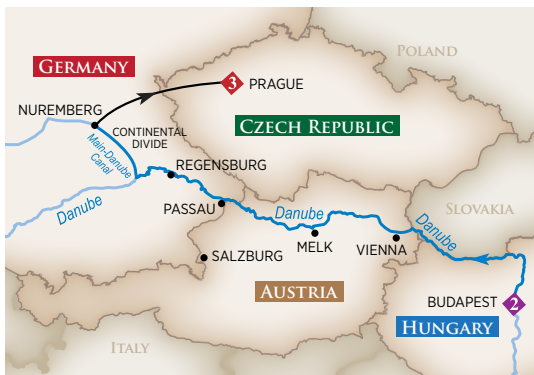 POLAND
GERMANY
3 PRAGUE
NUREMBERG
CONTINENTAL
DIVIDE
CZECH REPUBLIC
Main-Danube
Canal
REGENSBURG
Danube
PASSAU
Danube
SLOVAKIA
Danube
MELK
VIENNA
SALZBURG
AUSTRIA
BUDAPEST 2
HUNGARY
ITALY